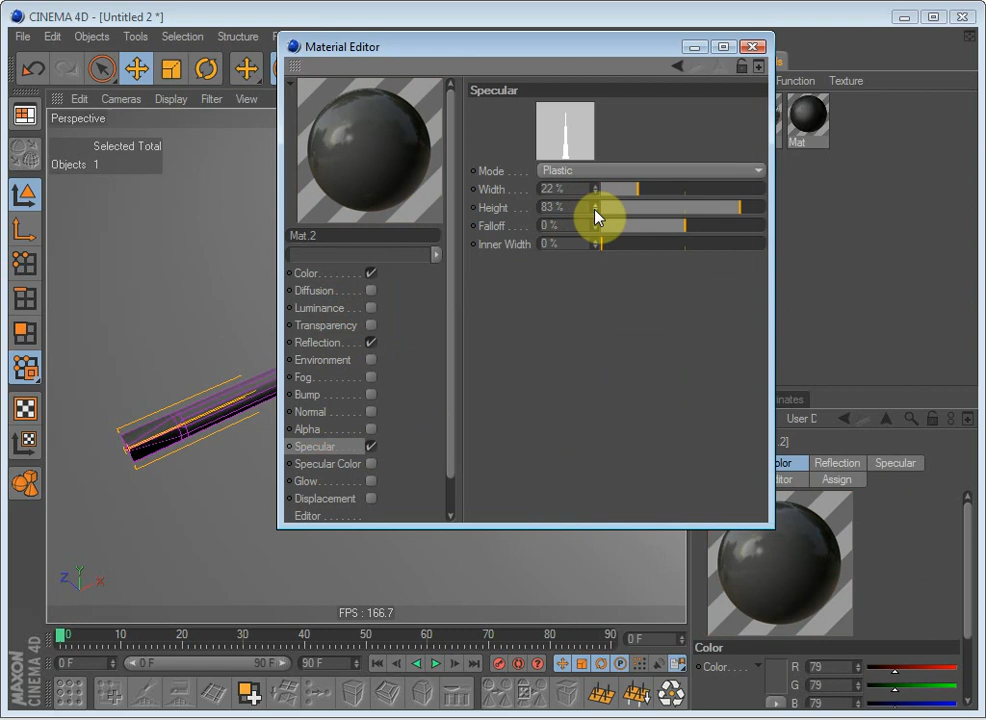 CINEMA 4D - [Untitled 2 *]
File Edit Objects Tools Selection Structure
Material Editor
Function Texture
Edit Cameras Display Filter View
Perspective
Selected Total
Objects 1
Mat
Specular
Mode . . . . Plastic
Width . . . . 22 %
Height . . . 83 %
Falloff . . . 0 %
Inner Width 0 %
Mat.2
Color. . . . . . . .
Diffusion . . . . .
Luminance . . .
Transparency
Reflection . . . .
Environment
Fog. . . . . . . . .
Bump . . . . . . .
Normal . . . . . .
Alpha . . . . . . .
Specular. . . . .
Specular Color
Glow. . . . . . . .
Displacement
Editor . . . . . . .
User D
Reflection Specular
Assign
Color
Color. . . . R 79
G 79
B 79
Z Y X
FPS : 166.7
0 10 20 30 40 50 60 70 80 90 0 F
0 F 0 F 90 F 90 F
MAXON
CINEMA 4D